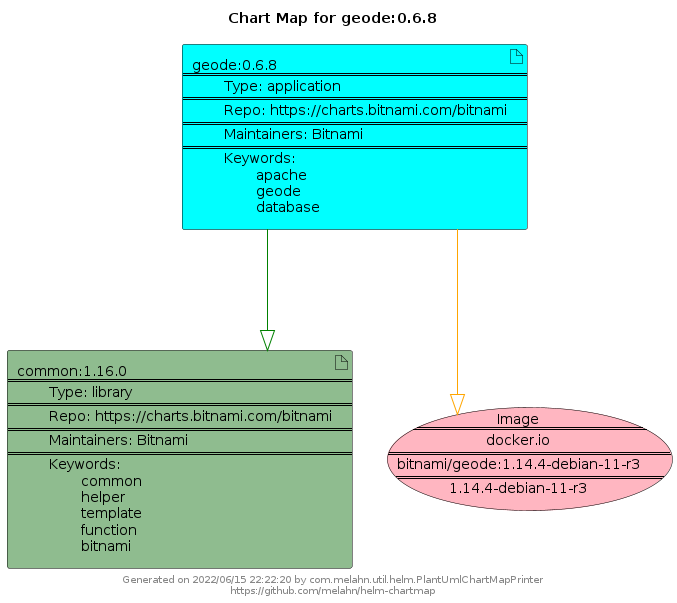 Chart Map for geode:0.6.8
geode:0.6.8
Type: application
Repo: https://charts.bitnami.com/bitnami
Maintainers: Bitnami
Keywords:
apache
geode
database
common:1.16.0
Type: library
Repo: https://charts.bitnami.com/bitnami
Maintainers: Bitnami
Keywords:
common
helper
template
function
bitnami
Image
docker.io
bitnami/geode:1.14.4-debian-11-r3
1.14.4-debian-11-r3
Generated on 2022/06/15 22:22:20 by com.melahn.util.helm.PlantUmlChartMapPrinter
https://github.com/melahn/helm-chartmap